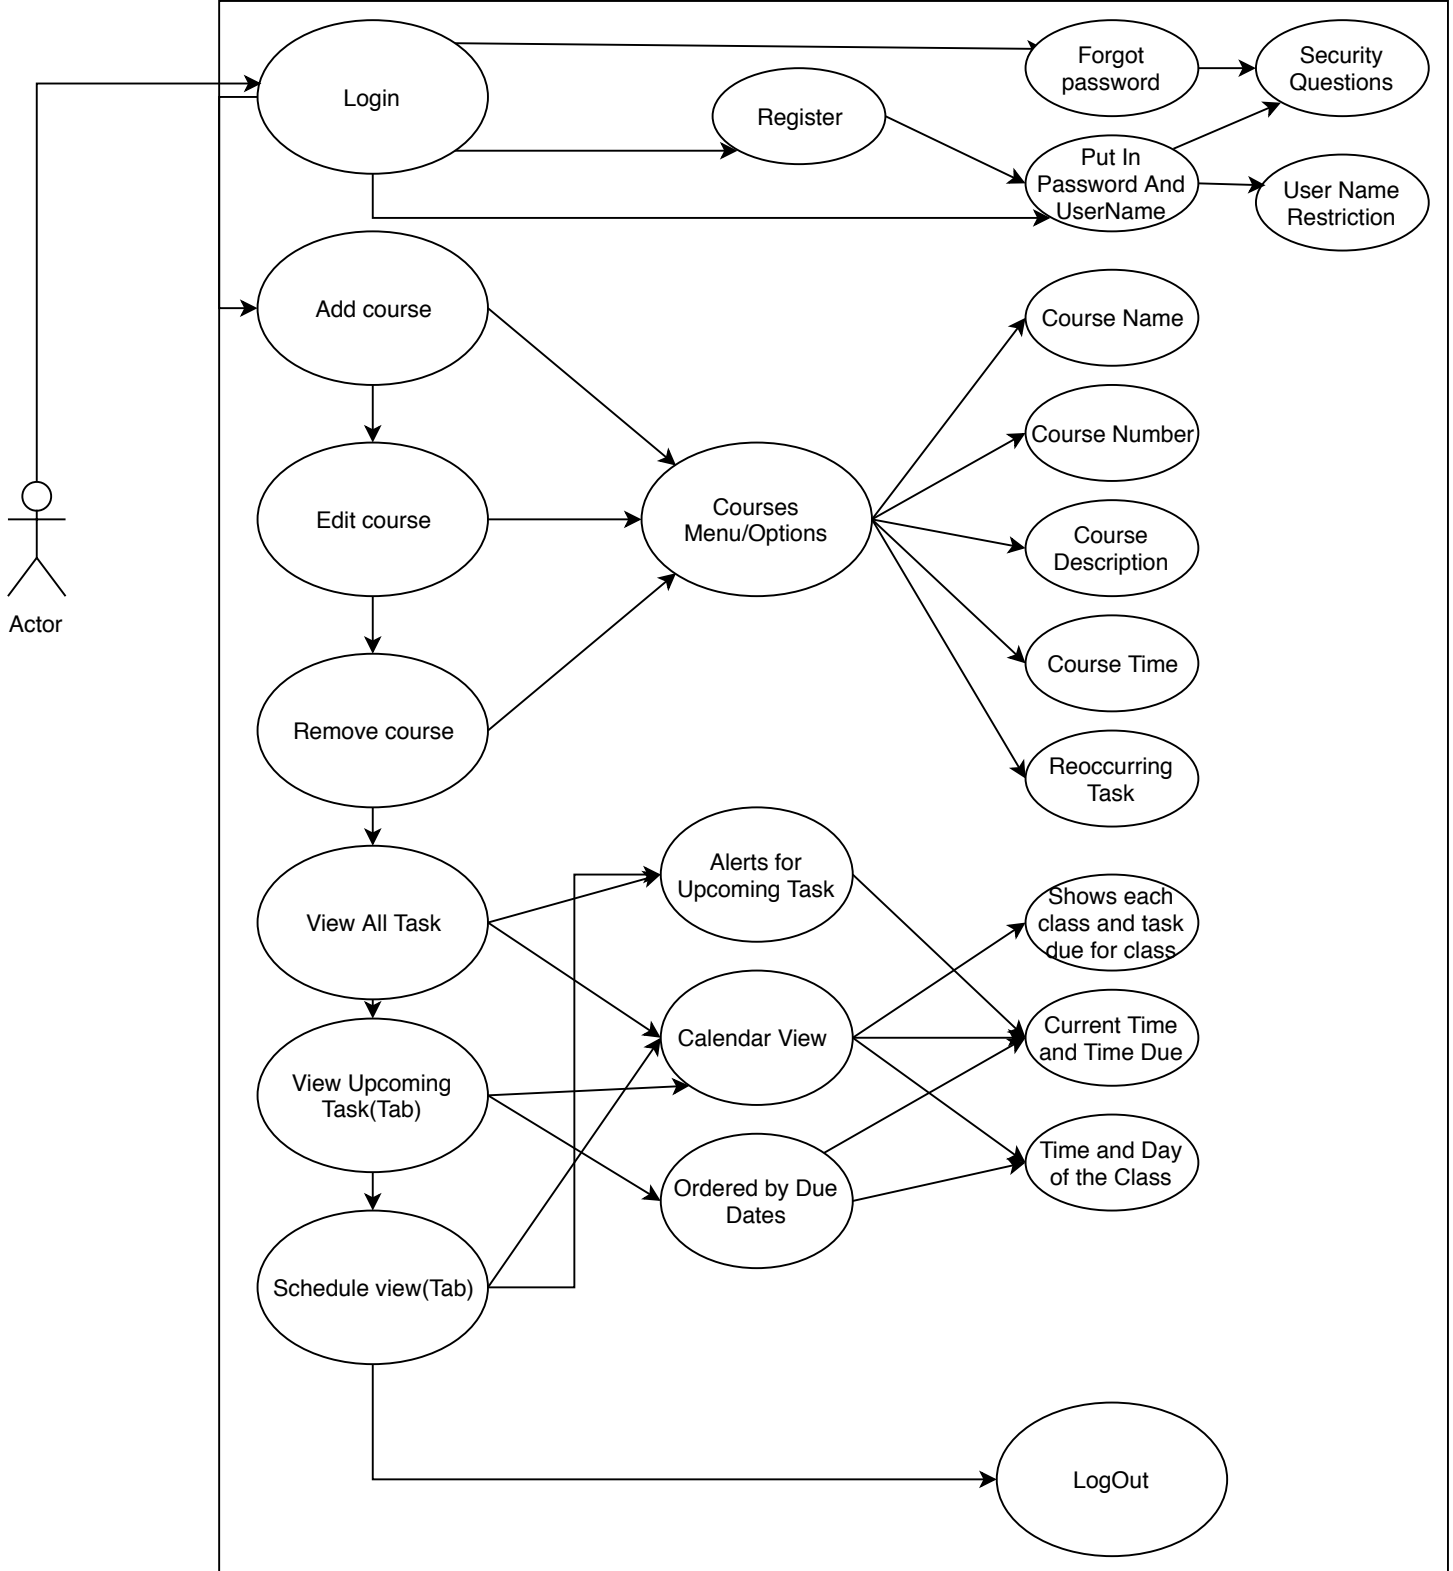 Login
Forgot
password
Security
Questions
Register
Put In
Password And
UserName
User Name
Restriction
Add course
Course Name
Course Number
Edit course
Courses
Menu/Options
Course
Description
Actor
Course Time
Remove course
Reoccurring
Task
Alerts for
Upcoming Task
View All Task
Shows each
class and task
due for class
Calendar View
Current Time
and Time Due
View Upcoming
Task(Tab)
Ordered by Due
Dates
Time and Day
of the Class
Schedule view(Tab)
LogOut